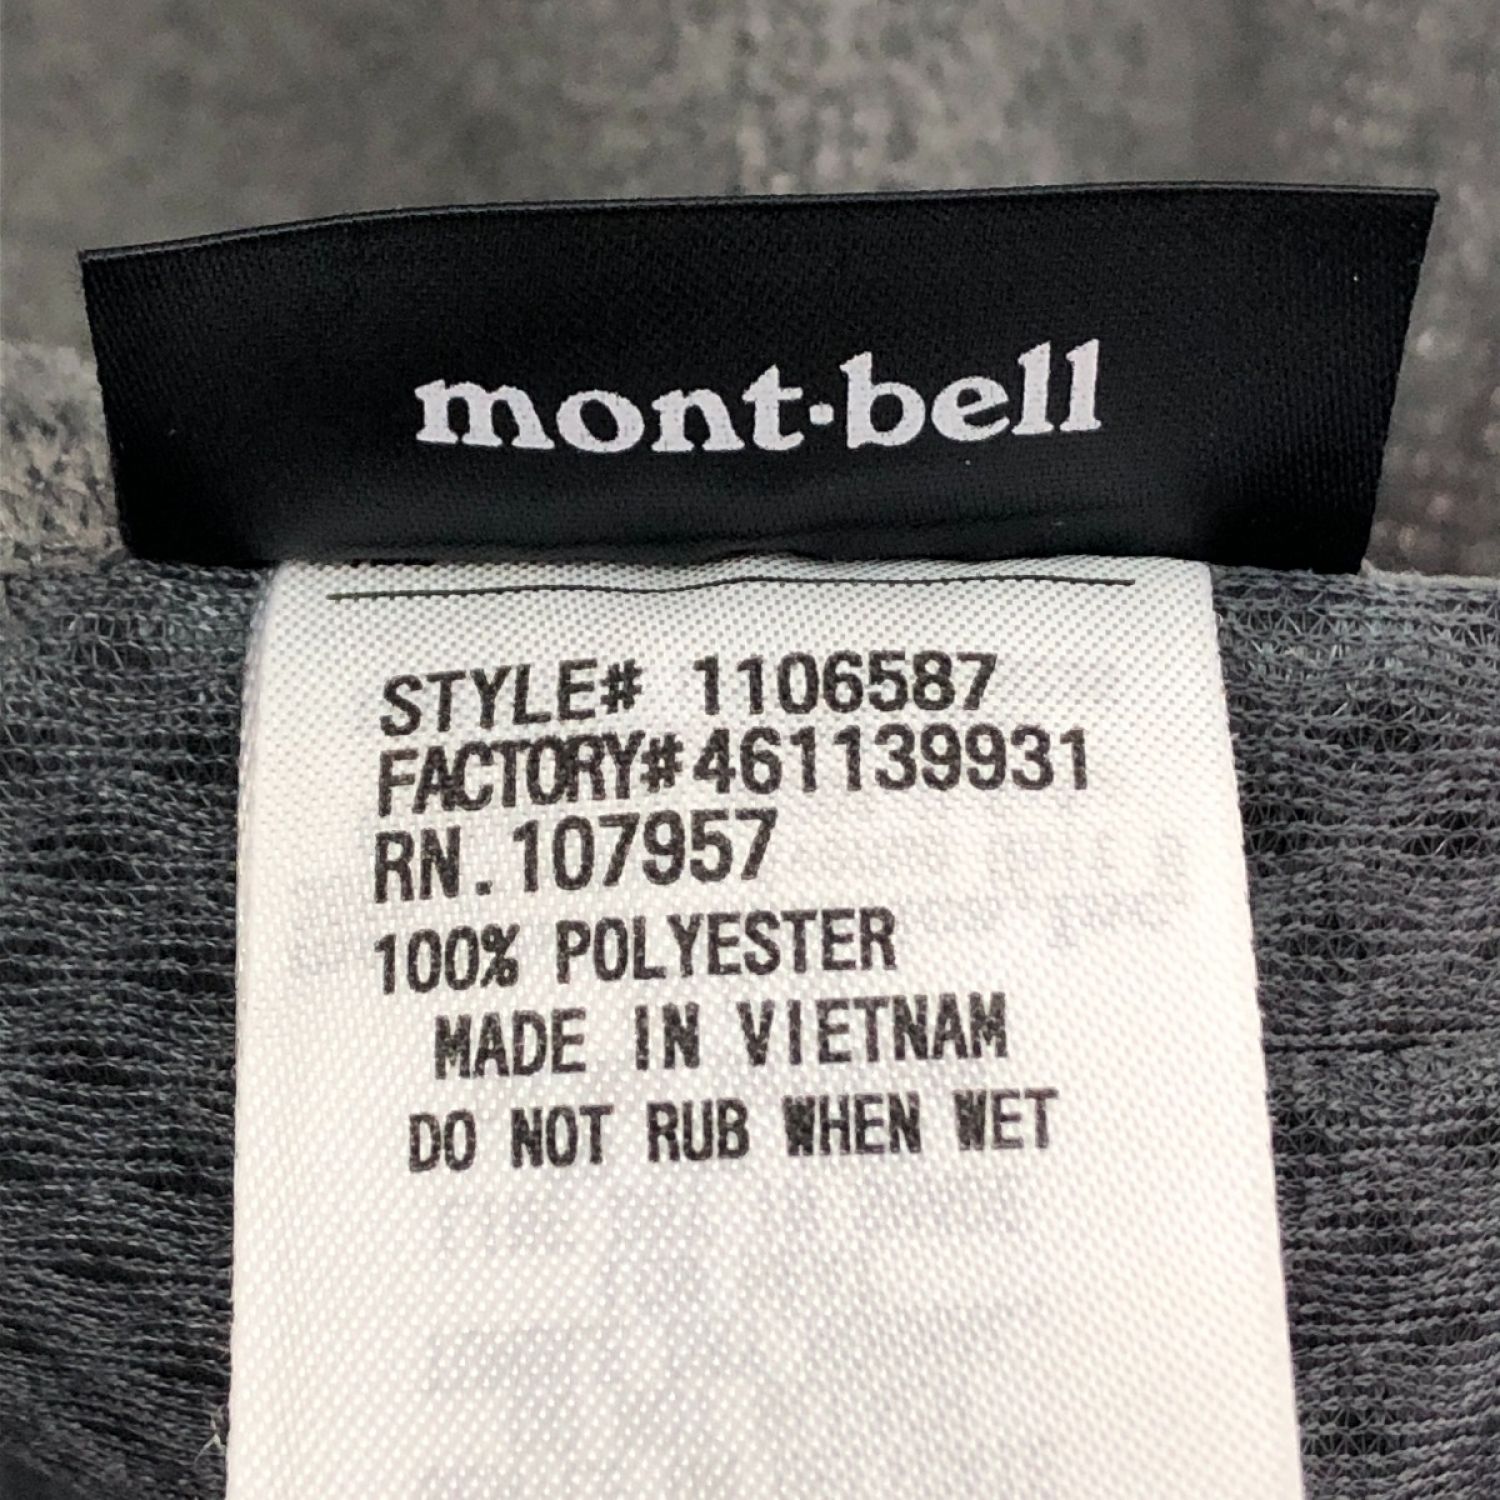 mont·bell
STYLE# 1106587
FACTORY#461139931
RN.107957
100% POLYESTER
MADE IN VIETNAM
DO NOT RUB WHEN WET